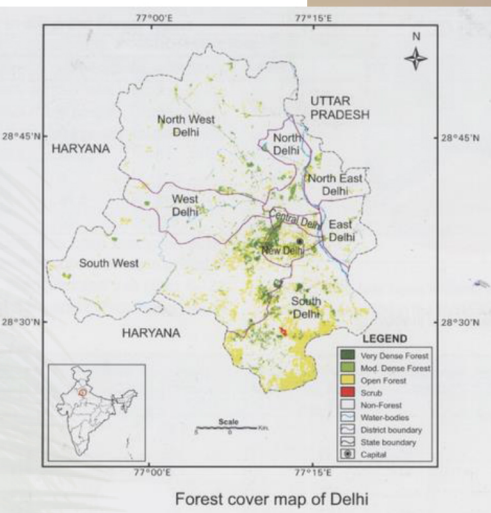 77°00'E
77°15'E
N
UTTAR
PRADESH
North West
Delhi
North
Delhi
28°45'N
28°45'N
HARYANA
North East
Delhi
West
Delhi
Central Delhi
East
Delhi
New Delhi
South West
South
Delhi
28°30'N
28°30'N
HARYANA
LEGEND
Very Dense Forest
Mod. Dense Forest
Open Forest
Scrub
Non-Forest
Water-bodies
District boundary
State boundary
Capital
Scale
Km.
77°00'E
77°15'E
Forest cover map of Delhi